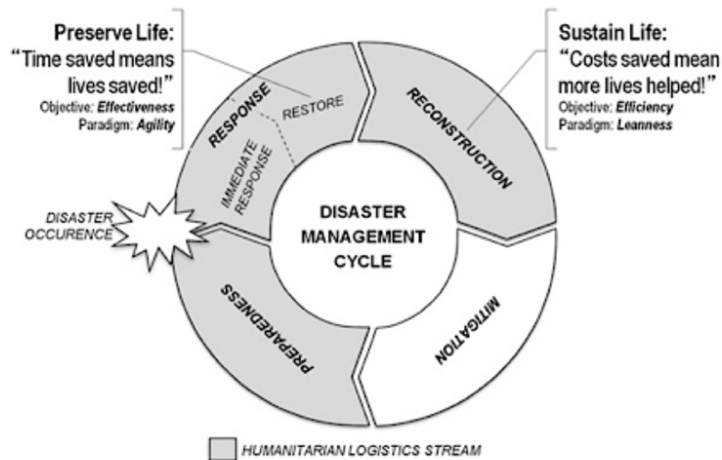 Preserve Life:
“Time saved means
lives saved!”
Objective: Effectiveness
Paradigm: Agility
Sustain Life:
“Costs saved mean
more lives helped!”
Objective: Efficiency
Paradigm: Leanness
RESPONSE
RESTORE
IMMEDIATE
RESPONSE
RECONSTRUCTION
DISASTER
OCCURENCE
DISASTER
MANAGEMENT
CYCLE
PREPAREDNESS
MITIGATION
HUMANITARIAN LOGISTICS STREAM